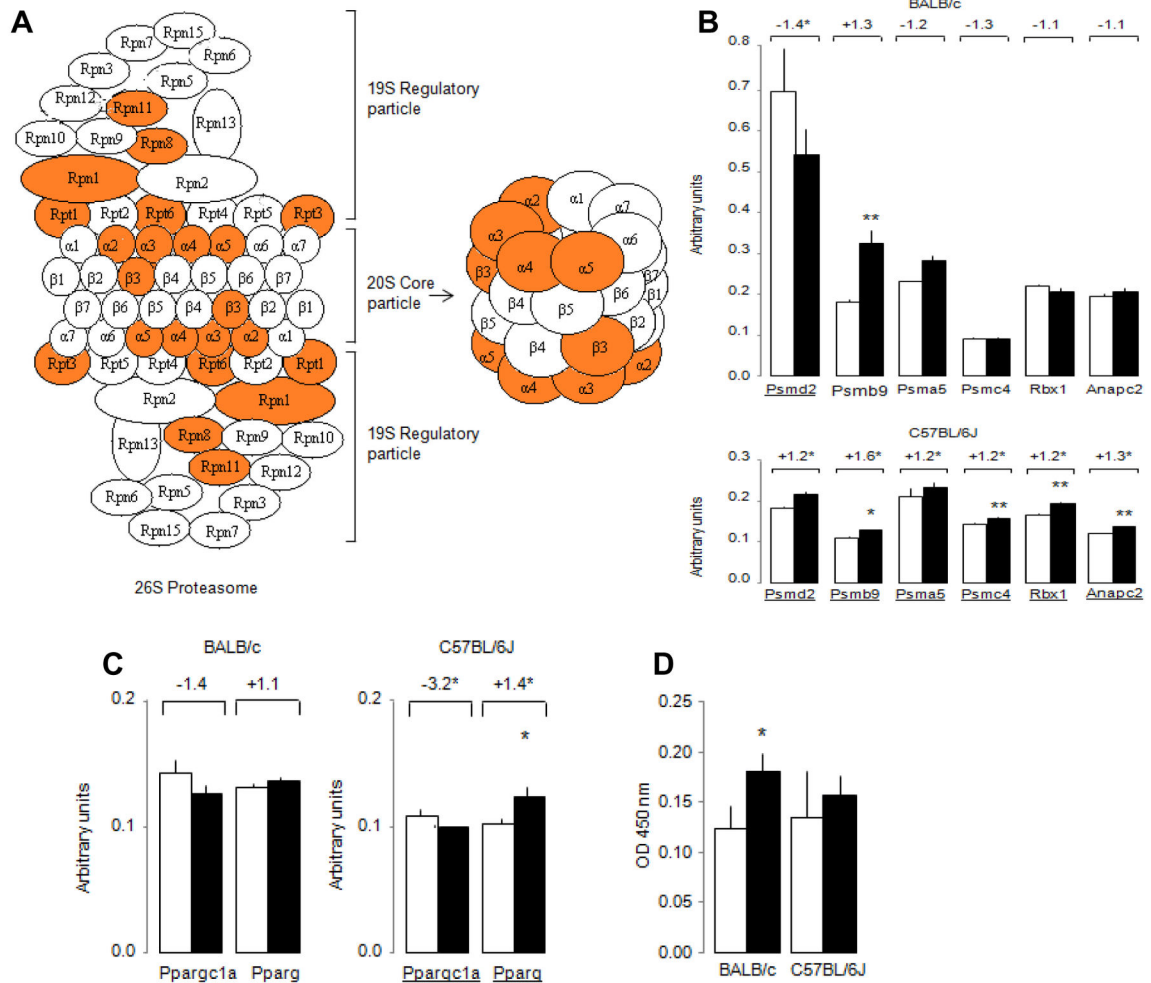 A
Rpn15
Rpn7
Rpn6
Rpn3
Rpn5
Rpn12
Rpn11
Rpn13
Rpn10
Rpn9
Rpn8
Rpn1
Rpn2
Rpt1 Rpt2 Rpt6 Rpt4 Rpt5 Rpt3
α1 α2 α3 α4 α5 α6 α7
β1 β2 β3 β4 β5 β6 β7
β7 β6 β5 β4 β3 β2 β1
α7 α6 α5 α4 α3 α2 α1
Rpt3 Rpt5 Rpt4 Rpt6 Rpt2 Rpt1
Rpn2 Rpn1
Rpn13 Rpn8 Rpn9 Rpn10
Rpn11 Rpn12
Rpn6 Rpn5 Rpn3
Rpn15 Rpn7
26S Proteasome
19S Regulatory
particle
20S Core
particle
19S Regulatory
particle
α2 α1 α7
α3 α6
β3 α4 α5 β7
β4 β5 β6 β1
β5 β2
β4 β3
α5 α2
α4 α3
B
BALB/c
-1.4* +1.3 -1.2 -1.3 -1.1 -1.1
0.8
0.7
0.6
0.5
0.4
0.3
0.2
0.1
0.0
Arbitrary units
**
Psmd2 Psmb9 Psma5 Psmc4 Rbx1 Anapc2
C57BL/6J
+1.2* +1.6* +1.2* +1.2* +1.2* +1.3*
0.3
0.2
0.1
0.0
Arbitrary units
* ** ** **
Psmd2 Psmb9 Psma5 Psmc4 Rbx1 Anapc2
C
BALB/c
-1.4 +1.1
0.2
0.1
0.0
Arbitrary units
Ppargc1a Pparg
C57BL/6J
-3.2* +1.4*
0.2
0.1
0.0
Arbitrary units
*
Ppargc1a Pparg
D
0.25
0.20
0.15
0.10
0.05
0.00
OD 450 nm
*
BALB/c C57BL/6J